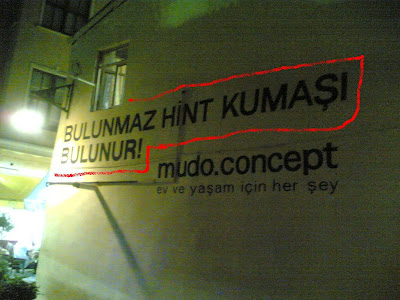 BULUNMAZ HİNT KUMAŞI
BULUNUR!
mudo.concept
ev ve yaşam için her şey